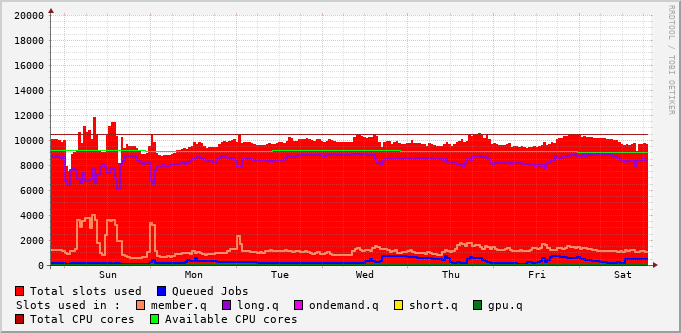 20000
18000
16000
14000
12000
10000
8000
6000
4000
2000
0
Sun Mon Tue Wed Thu Fri Sat
RRDTOOL / TOBI OETIKER
Total slots used Queued Jobs
Slots used in : member.q long.q ondemand.q short.q gpu.q
Total CPU cores Available CPU cores